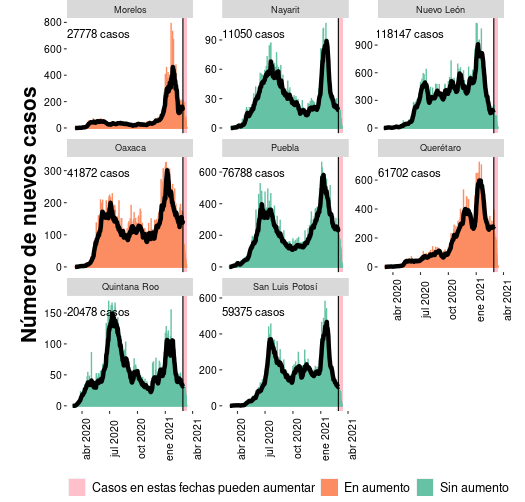 Número de nuevos casos
Morelos
Nayarit
Nuevo León
27778 casos
11050 casos
118147 casos
800
600
400
200
0
90
60
30
0
900
600
300
0
Oaxaca
Puebla
Querétaro
41872 casos
76788 casos
61702 casos
300
200
100
0
600
400
200
0
600
400
200
0
Quintana Roo
San Luis Potosí
20478 casos
59375 casos
150
100
50
0
600
400
200
0
abr 2020
jul 2020
oct 2020
ene 2021
abr 2021
abr 2020
jul 2020
oct 2020
ene 2021
abr 2021
abr 2020
jul 2020
oct 2020
ene 2021
abr 2021
Casos en estas fechas pueden aumentar
En aumento
Sin aumento